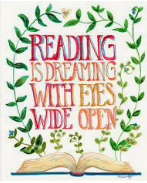 READING
IS DREAMING
WITH EYES
WIDE OPEN